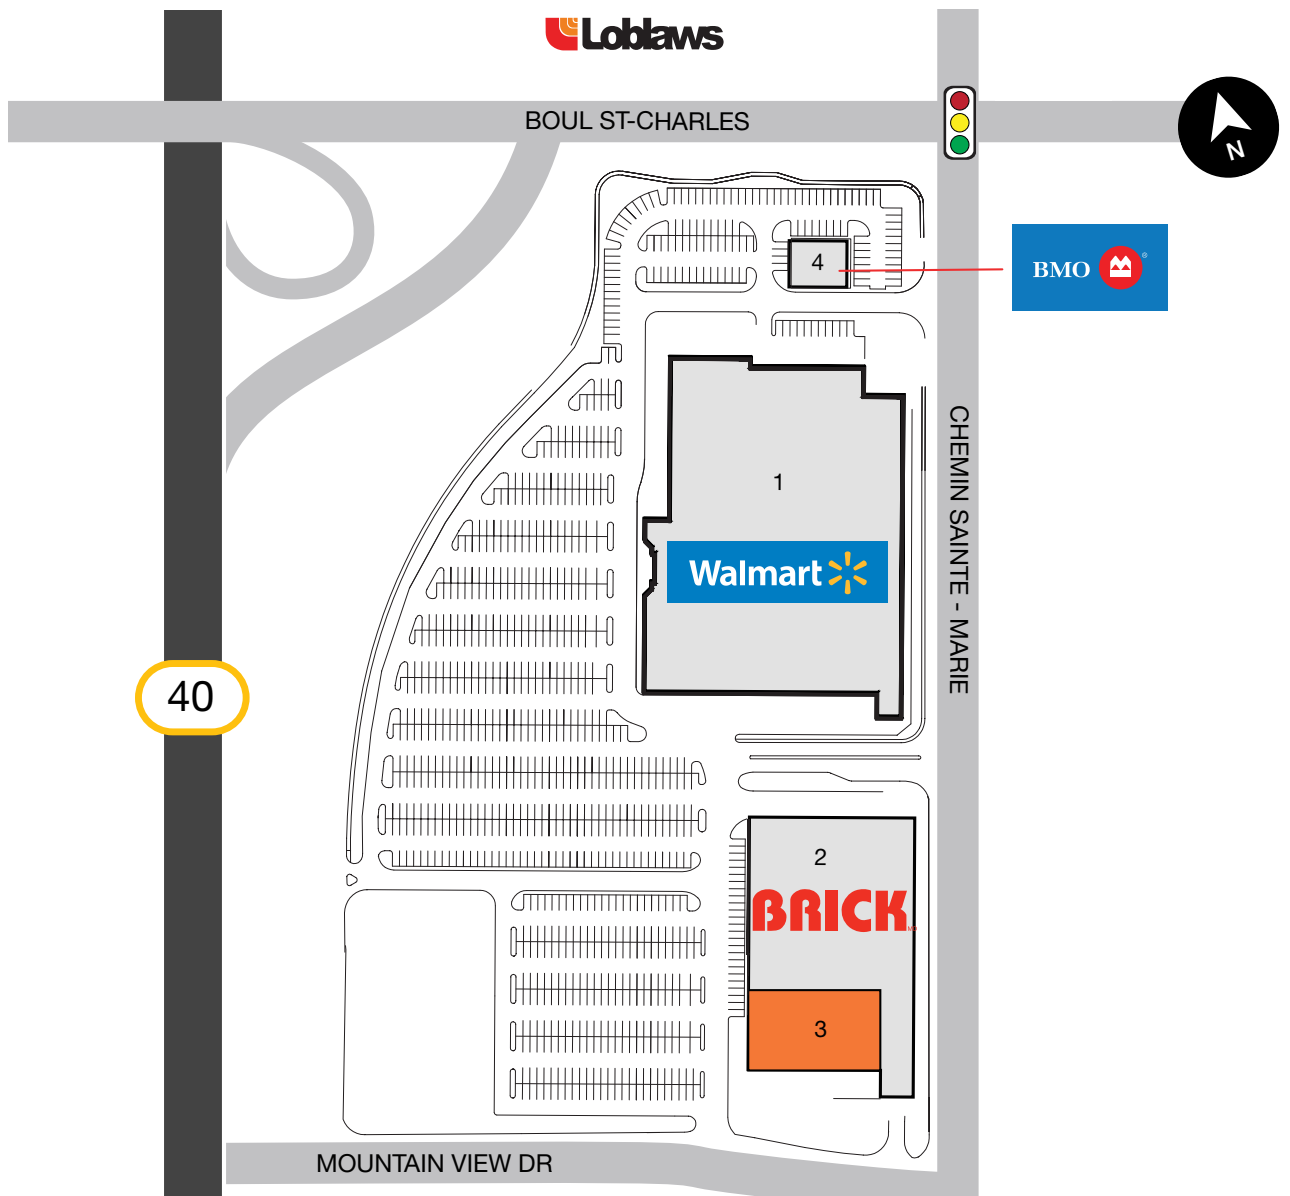 Loblaws
BOUL ST-CHARLES
N
4
BMO
CHEMIN SAINTE - MARIE
1
Walmart
40
2
BRICK
3
MOUNTAIN VIEW DR